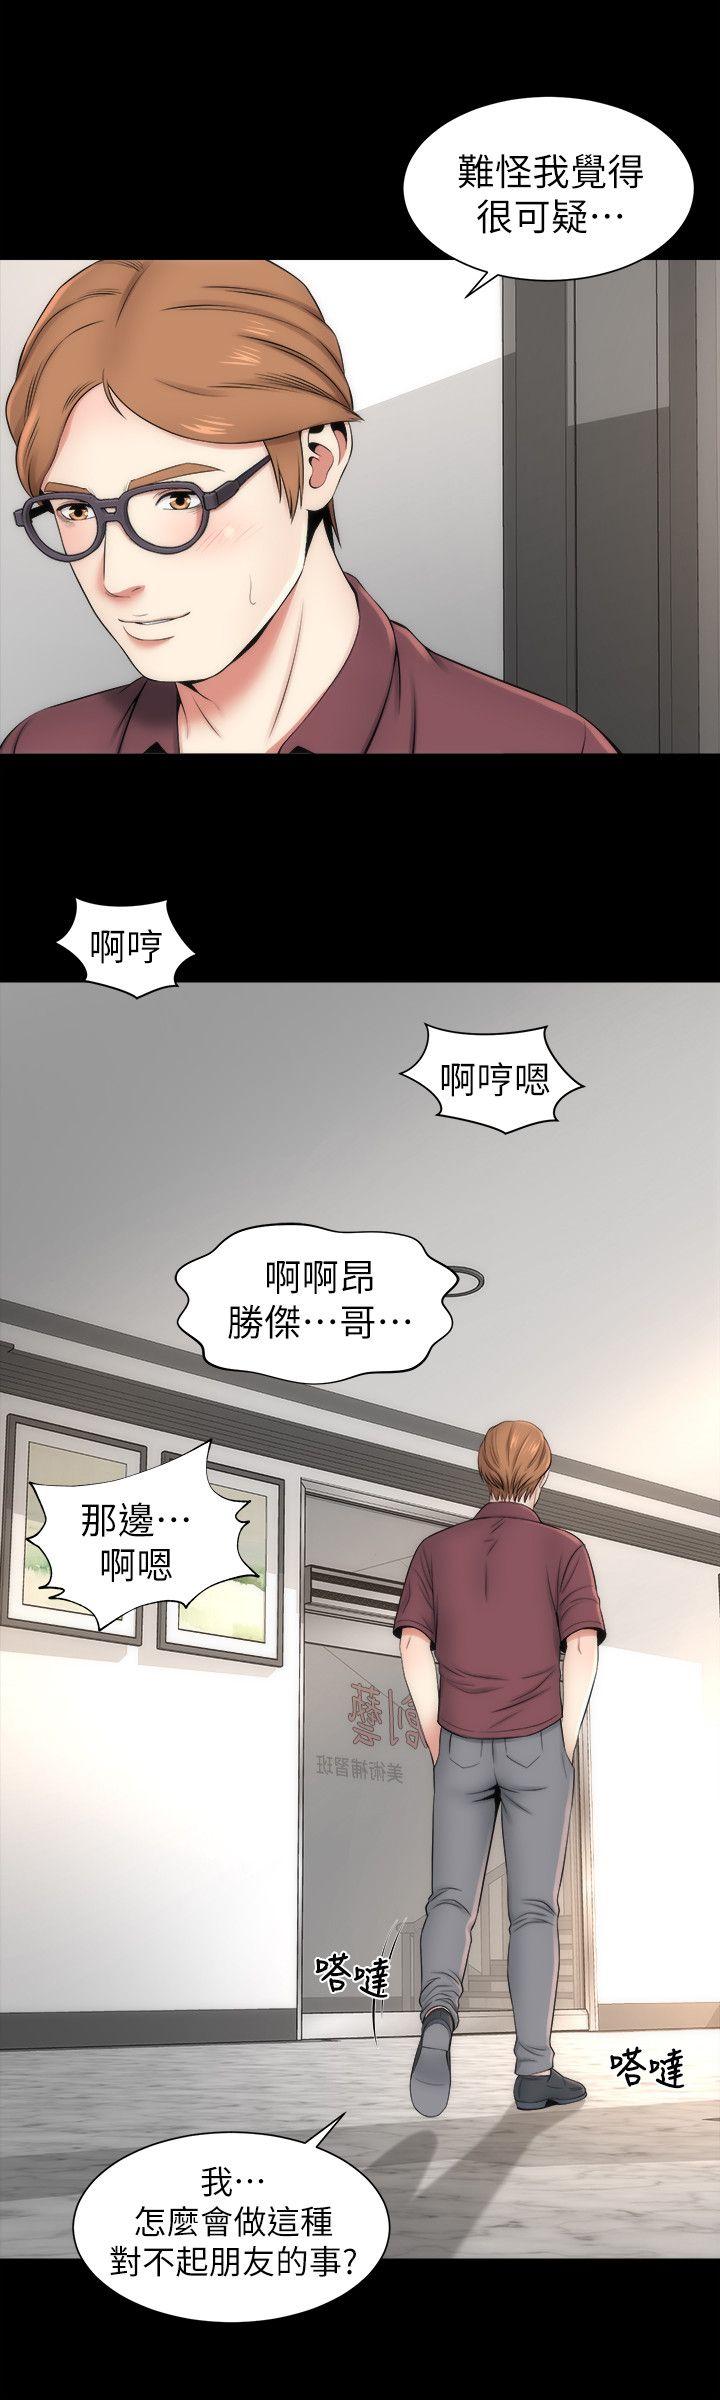 難怪我覺得
很可疑⋯
啊哼
啊哼嗯
啊啊昂
勝傑⋯哥⋯
那邊⋯
啊嗯
創藝
美術補習班
嗒噠
嗒噠
我⋯
怎麼會做這種
對不起朋友的事?